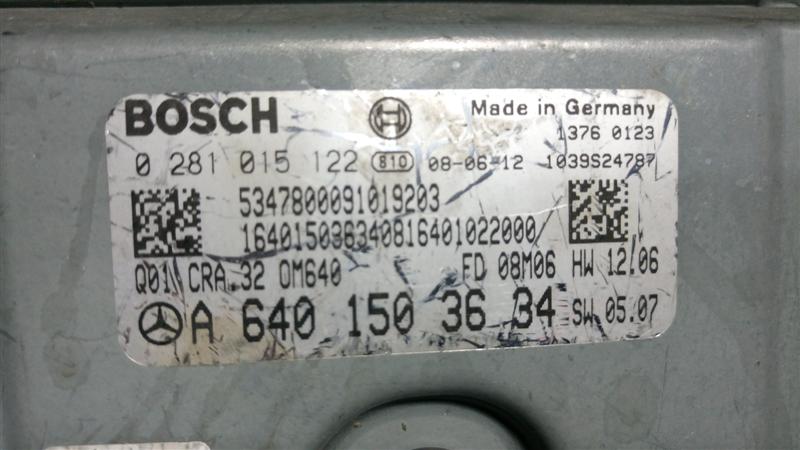 BOSCH
Made in Germany
1376 0123
0 281 015 122 810 08-06-12 1039S24787
5347800091019203
164015036340816401022000
Q01 CRA.32 OM640 FD 08M06 HW 12.06
A 640 150 36 34 SW 05.07